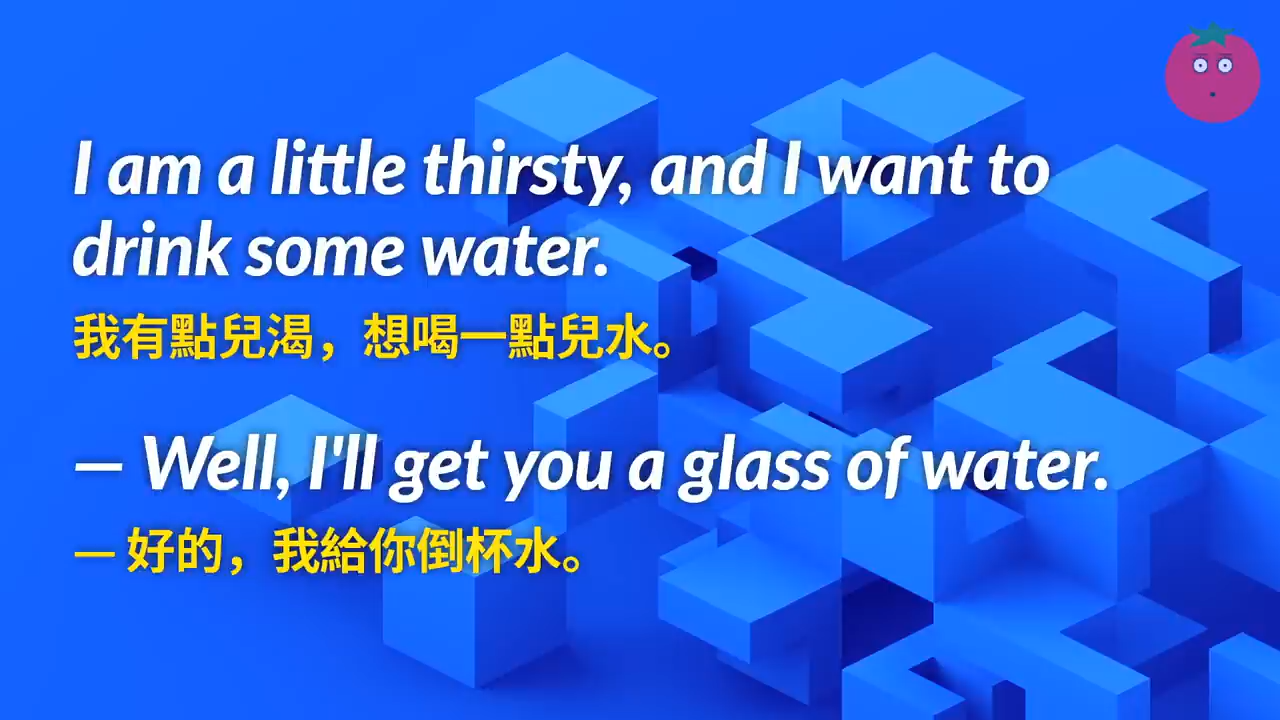 I am a little thirsty, and I want to
drink some water.
我有點兒渴，想喝一點兒水。
— Well, I'll get you a glass of water.
— 好的，我給你倒杯水。